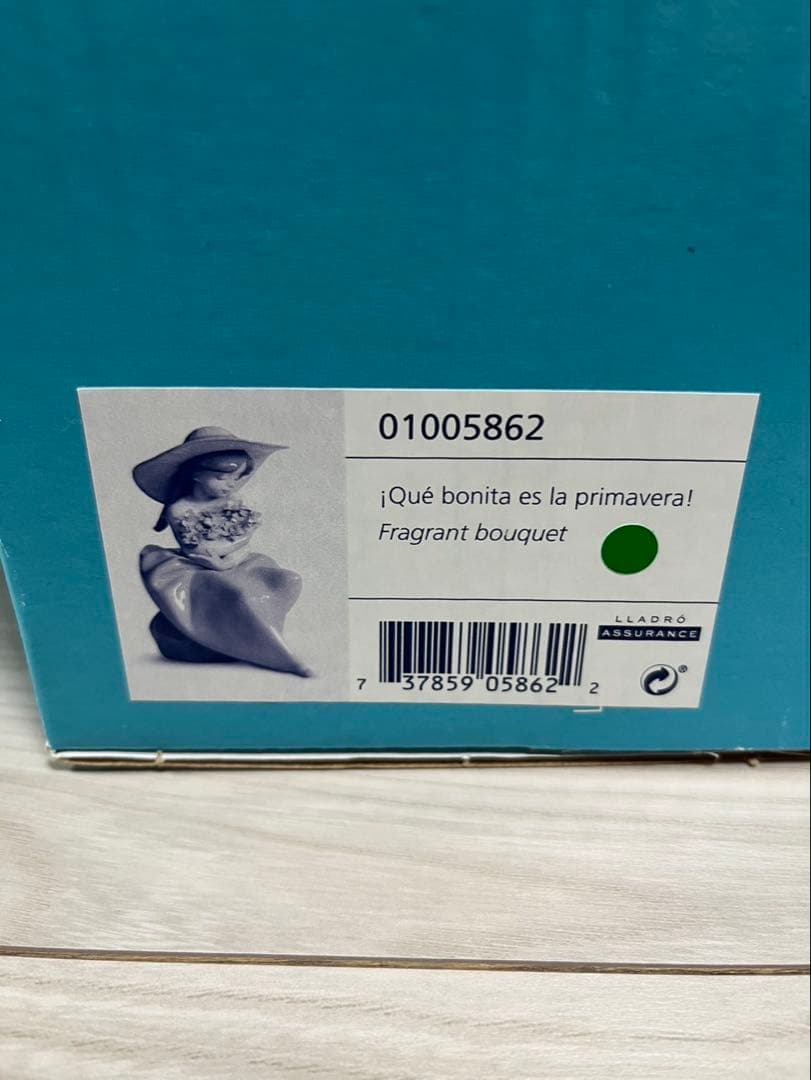 01005862
¡Qué bonita es la primavera!
Fragrant bouquet
LLADRÓ
ASSURANCE
7 37859 05862 2
®